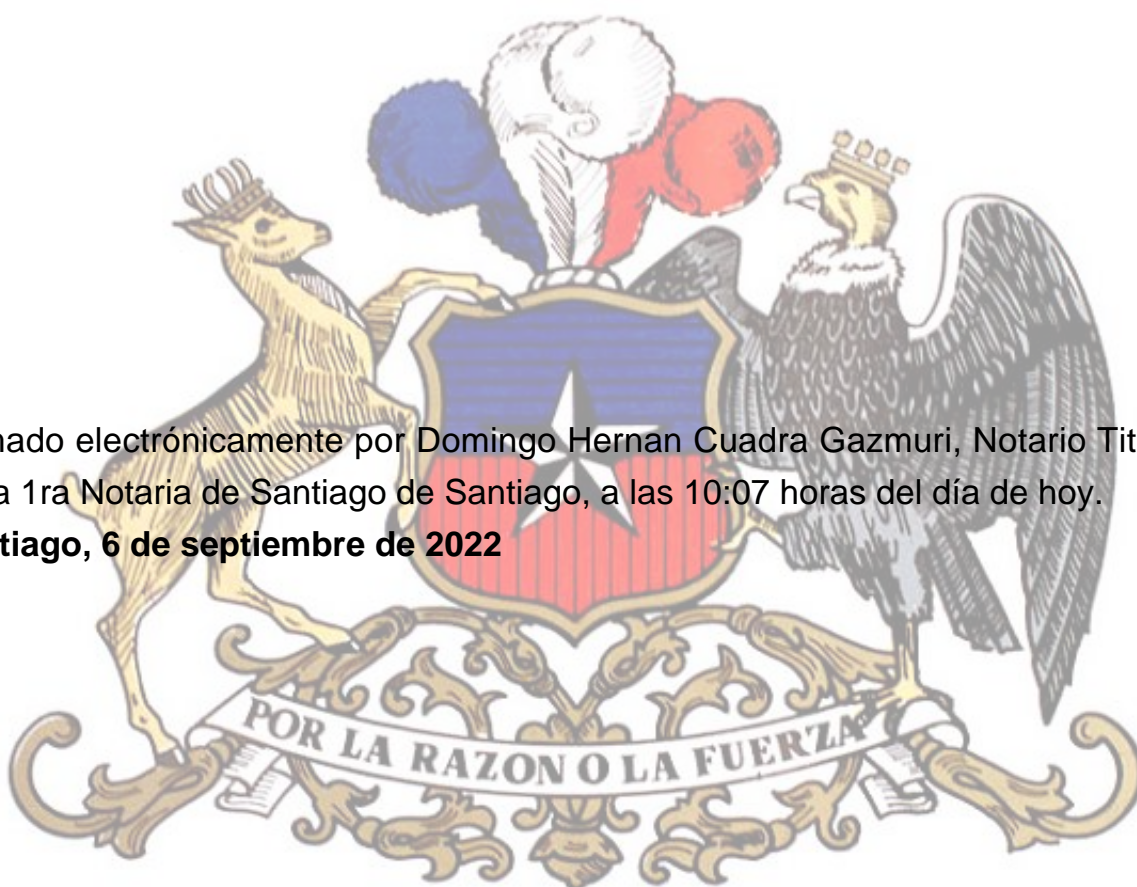 nado electrónicamente por Domingo Hernan Cuadra Gazmuri, Notario Tit
a 1ra Notaria de Santiago de Santiago, a las 10:07 horas del día de hoy.
tiago, 6 de septiembre de 2022
POR LA RAZON O LA FUERZA